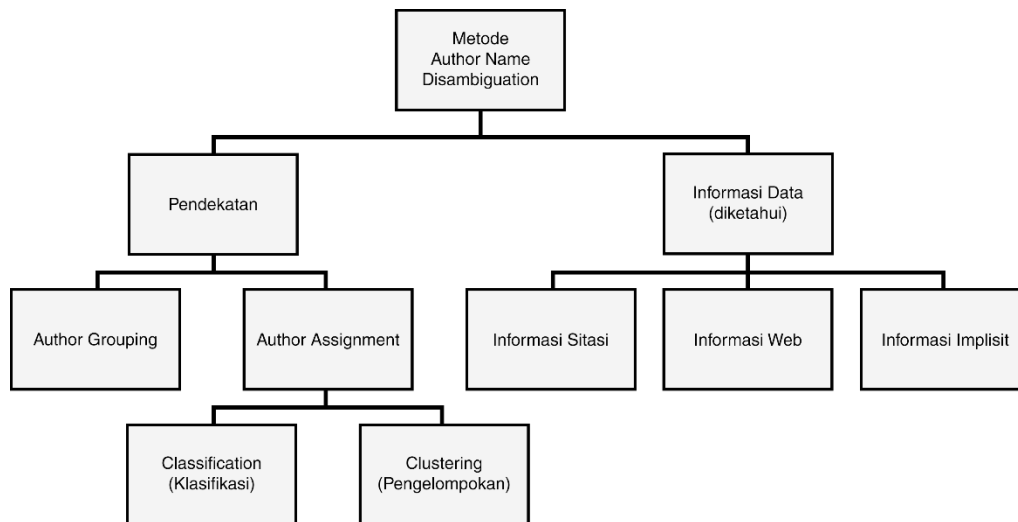 Metode
Author Name
Disambiguation
Pendekatan
Informasi Data
(diketahui)
Author Grouping
Author Assignment
Informasi Sitasi
Informasi Web
Informasi Implisit
Classification
(Klasifikasi)
Clustering
(Pengelompokan)